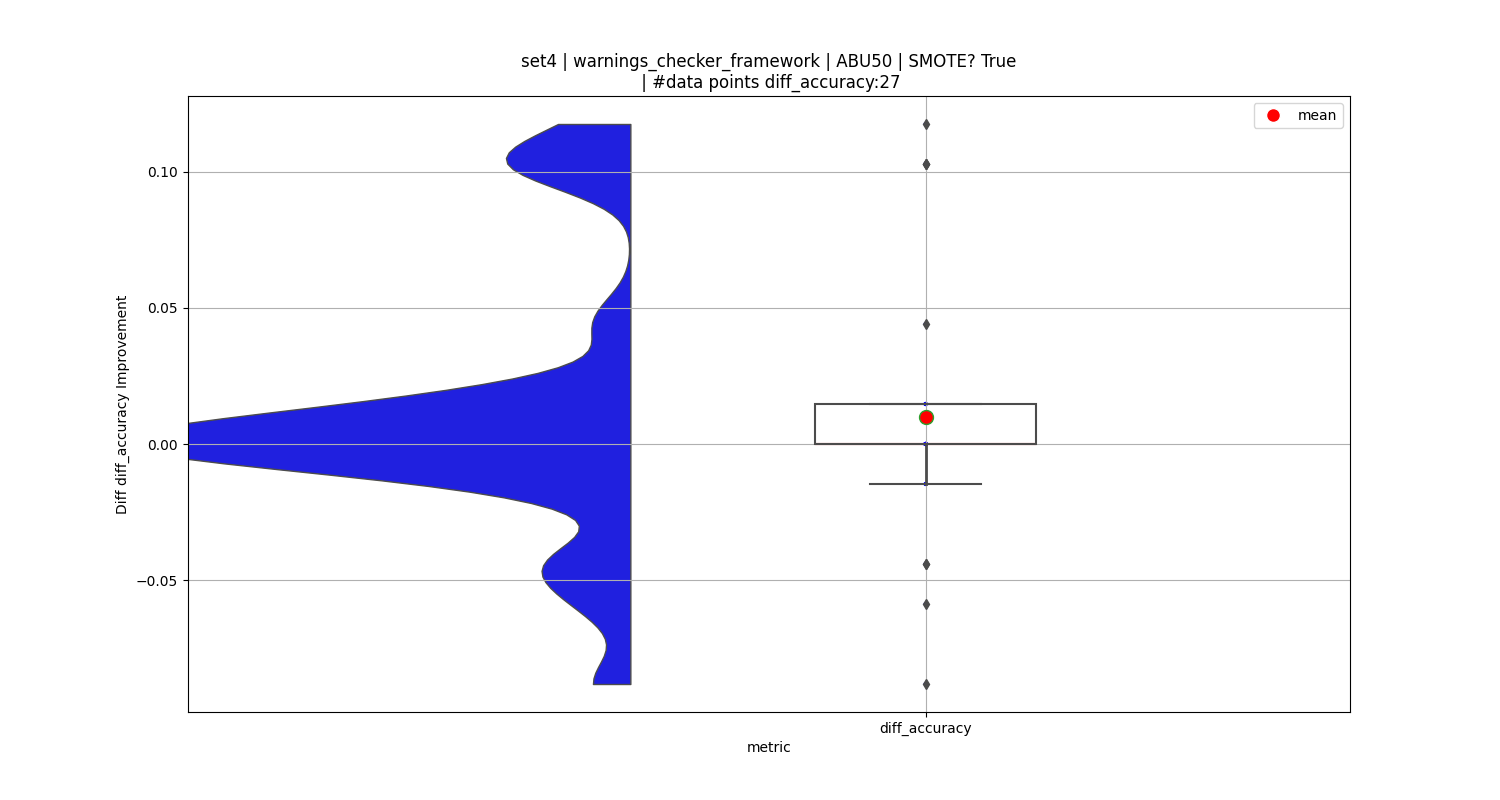 set4 | warnings_checker_framework | ABU50 | SMOTE? True
| #data points diff_accuracy:27
mean
0.10
0.05
0.00
−0.05
Diff diff_accuracy Improvement
diff_accuracy
metric